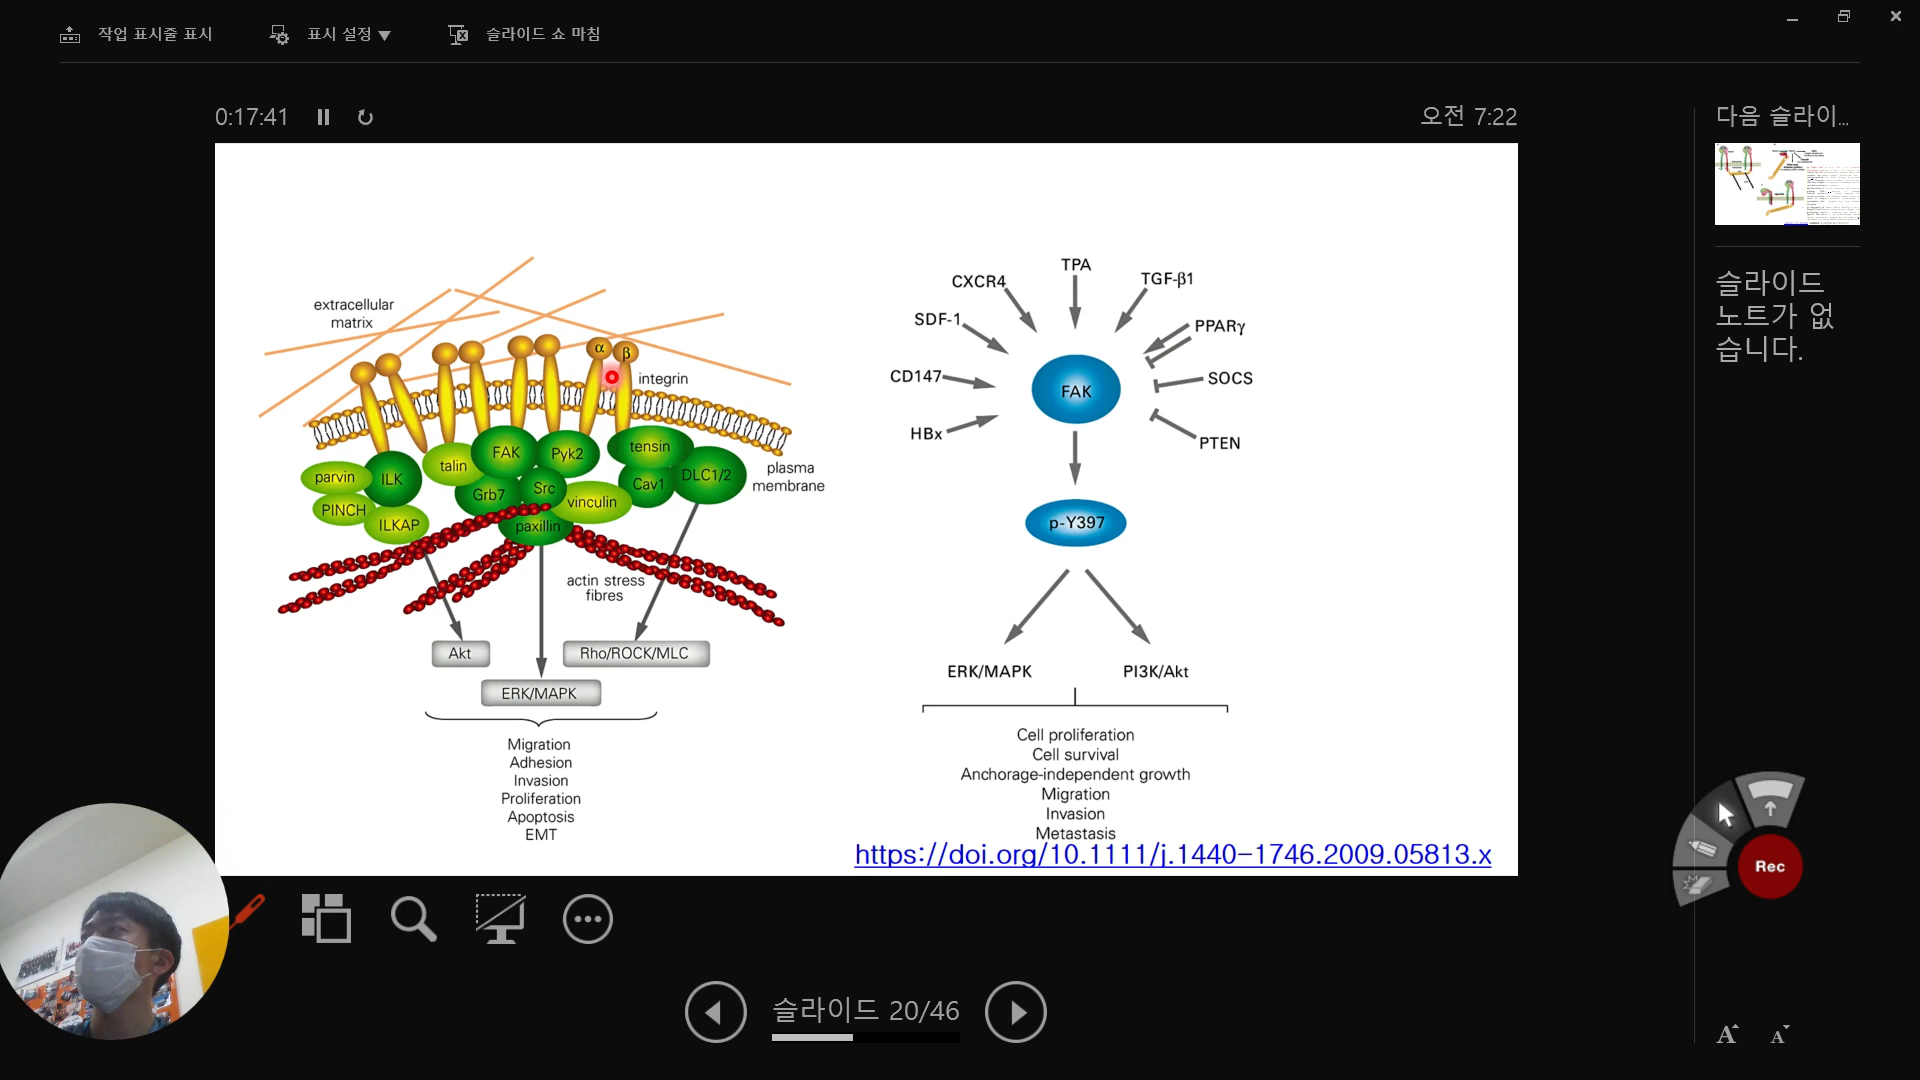 작업 표시줄 표시
표시 설정 ▼
슬라이드 쇼 마침
0:17:41
오전 7:22
다음 슬라이...
슬라이드
노트가 없
습니다.
extracellular
matrix
α
β
integrin
FAK
Pyk2
tensin
talin
parvin
ILK
Grb7
Src
Cav1
DLC1/2
plasma
membrane
PINCH
ILKAP
vinculin
paxillin
actin stress
fibres
Akt
Rho/ROCK/MLC
ERK/MAPK
Migration
Adhesion
Invasion
Proliferation
Apoptosis
EMT
TPA
CXCR4
TGF-β1
SDF-1
PPARγ
CD147
FAK
SOCS
HBx
PTEN
p-Y397
ERK/MAPK
PI3K/Akt
Cell proliferation
Cell survival
Anchorage-independent growth
Migration
Invasion
Metastasis
https://doi.org/10.1111/j.1440-1746.2009.05813.x
Rec
슬라이드 20/46
A
A